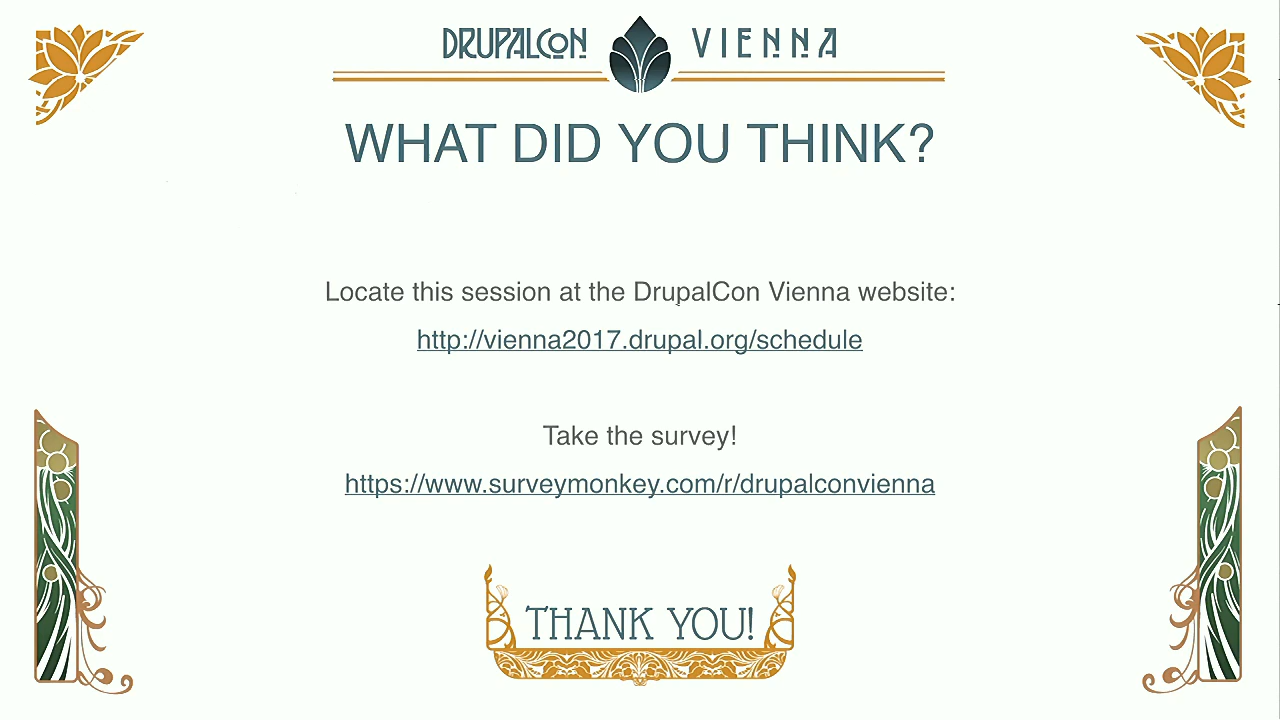 DRUPALCON VIENNA
WHAT DID YOU THINK?
Locate this session at the DrupalCon Vienna website:
http://vienna2017.drupal.org/schedule
Take the survey!
https://www.surveymonkey.com/r/drupalconvienna
THANK YOU!